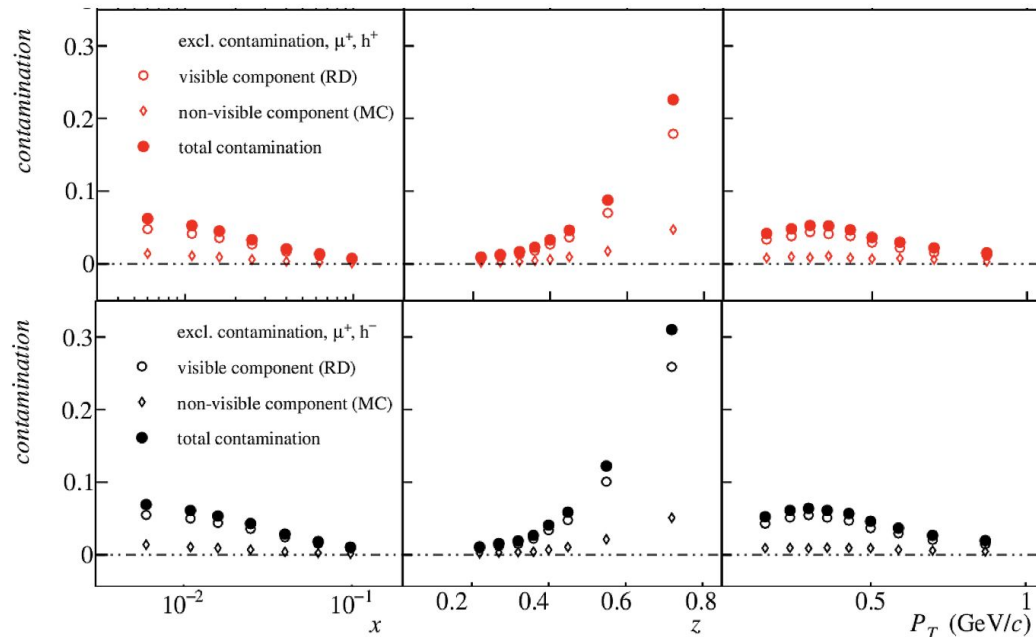 contamination
0.3
0.2
0.1
0
excl. contamination, μ⁺, h⁺
visible component (RD)
non-visible component (MC)
total contamination
contamination
0.3
0.2
0.1
0
excl. contamination, μ⁺, h⁻
visible component (RD)
non-visible component (MC)
total contamination
10⁻² 10⁻¹ 0.2 0.4 0.6 0.8 0.5 1
x z P_T (GeV/c)